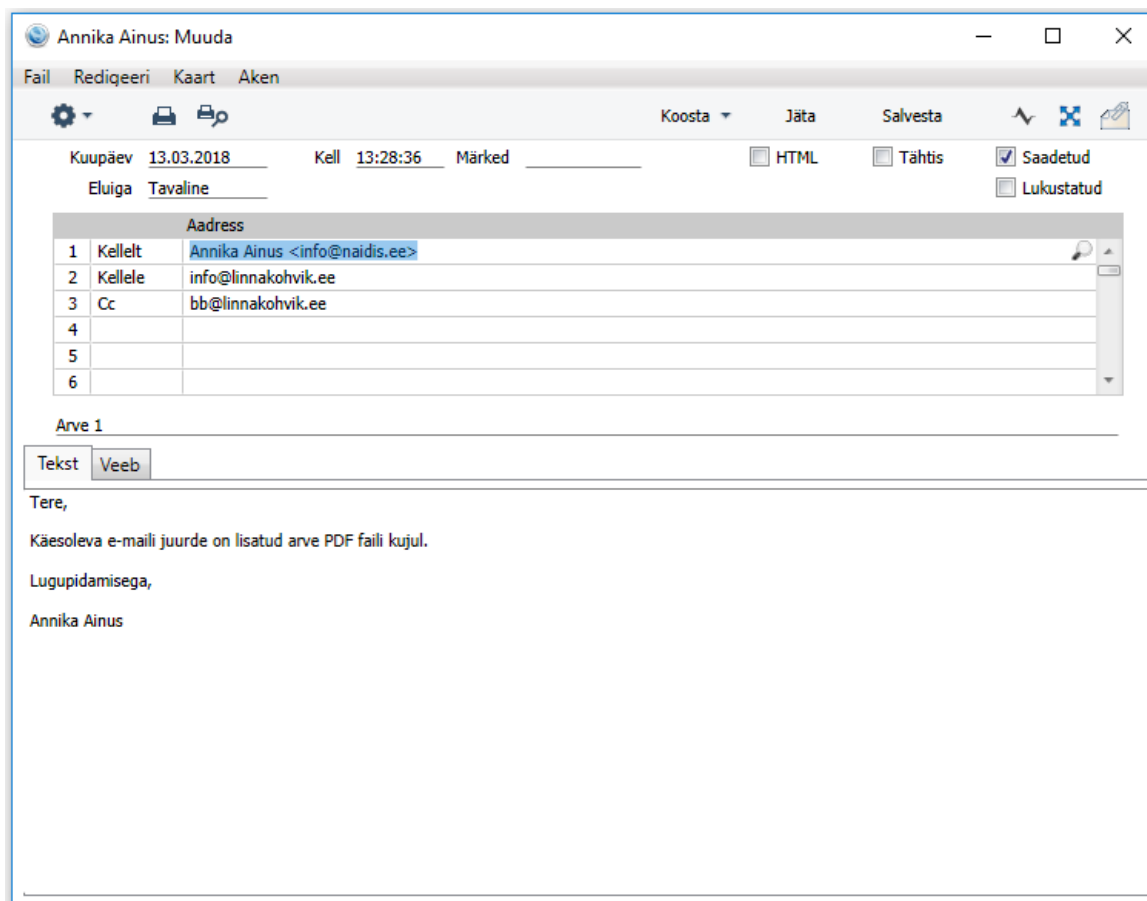 Annika Ainus: Muuda
Fail Redigeeri Kaart Aken
Koosta Jäta Salvesta
Kuupäev 13.03.2018 Kell 13:28:36 Märked HTML Tähtis Saadetud
Eluiga Tavaline Lukustatud
Aadress
1 Kellelt Annika Ainus <info@naidis.ee>
2 Kellele info@linnakohvik.ee
3 Cc bb@linnakohvik.ee
4
5
6
Arve 1
Tekst Veeb
Tere,
Käesoleva e-maili juurde on lisatud arve PDF faili kujul.
Lugupidamisega,
Annika Ainus